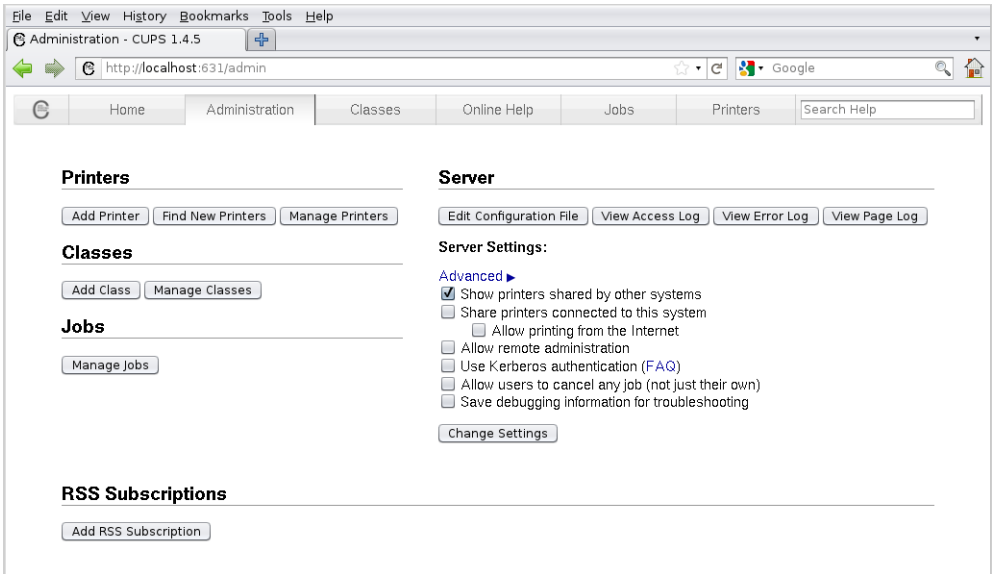 File Edit View History Bookmarks Tools Help
Administration - CUPS 1.4.5
http://localhost:631/admin
Google
Home Administration Classes Online Help Jobs Printers Search Help
Printers
Add Printer Find New Printers Manage Printers
Classes
Add Class Manage Classes
Jobs
Manage Jobs
Server
Edit Configuration File View Access Log View Error Log View Page Log
Server Settings:
Advanced ▶
Show printers shared by other systems
Share printers connected to this system
Allow printing from the Internet
Allow remote administration
Use Kerberos authentication (FAQ)
Allow users to cancel any job (not just their own)
Save debugging information for troubleshooting
Change Settings
RSS Subscriptions
Add RSS Subscription